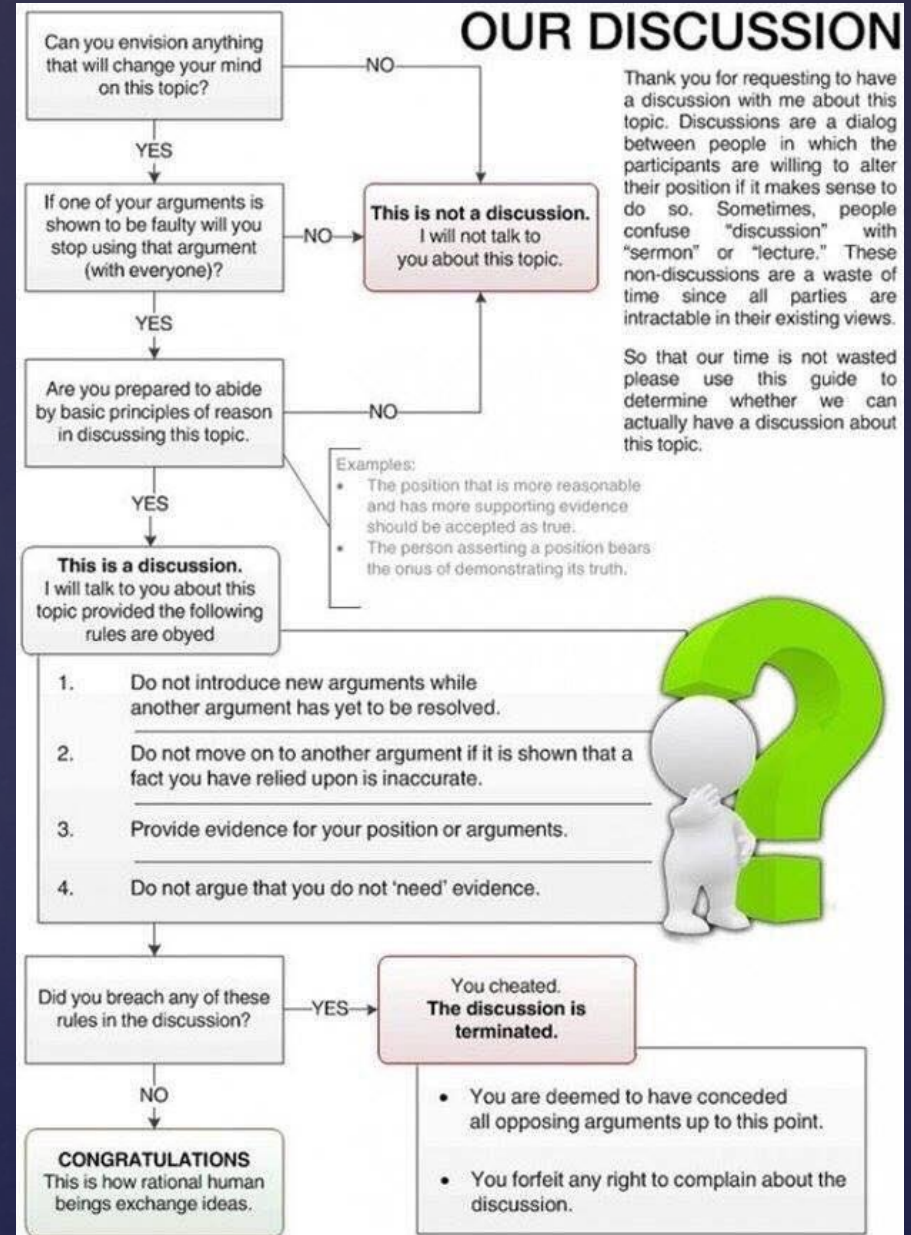 OUR DISCUSSION
Thank you for requesting to have
a discussion with me about this
topic. Discussions are a dialog
between people in which the
participants are willing to alter
their position if it makes sense to
do so. Sometimes, people
confuse "discussion" with
"sermon" or "lecture." These
non-discussions are a waste of
time since all parties are
intractable in their existing views.
So that our time is not wasted
please use this guide to
determine whether we can
actually have a discussion about
this topic.
Can you envision anything
that will change your mind
on this topic?
NO
YES
If one of your arguments is
shown to be faulty will you
stop using that argument
(with everyone)?
NO
This is not a discussion.
I will not talk to
you about this topic.
YES
Are you prepared to abide
by basic principles of reason
in discussing this topic.
NO
Examples:
• The position that is more reasonable
and has more supporting evidence
should be accepted as true.
• The person asserting a position bears
the onus of demonstrating its truth.
YES
This is a discussion.
I will talk to you about this
topic provided the following
rules are obyed
1. Do not introduce new arguments while
another argument has yet to be resolved.
2. Do not move on to another argument if it is shown that a
fact you have relied upon is inaccurate.
3. Provide evidence for your position or arguments.
4. Do not argue that you do not 'need' evidence.
Did you breach any of these
rules in the discussion?
YES
You cheated.
The discussion is
terminated.
• You are deemed to have conceded
all opposing arguments up to this point.
• You forfeit any right to complain about the
discussion.
NO
CONGRATULATIONS
This is how rational human
beings exchange ideas.